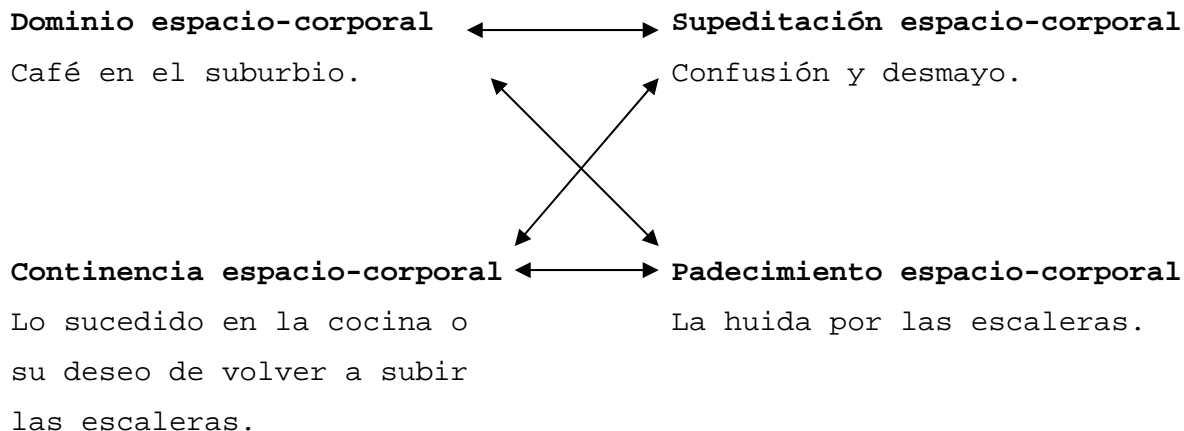 Dominio espacio-corporal
Café en el suburbio.
Supeditación espacio-corporal
Confusión y desmayo.
Continencia espacio-corporal
Lo sucedido en la cocina o
su deseo de volver a subir
las escaleras.
Padecimiento espacio-corporal
La huida por las escaleras.